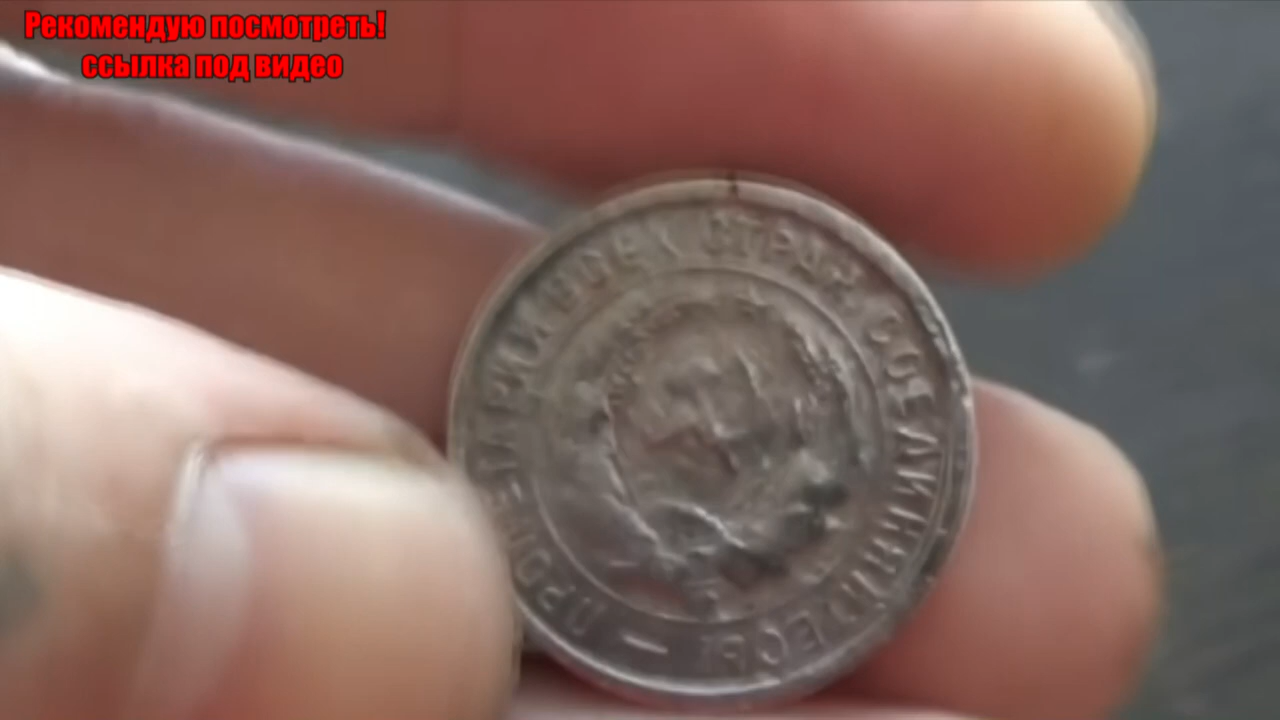 Рекомендую посмотреть!
ссылка под видео
ПРОЛЕТАРИИ ВСЕХ СТРАН, СОЕДИНЯЙТЕСЬ